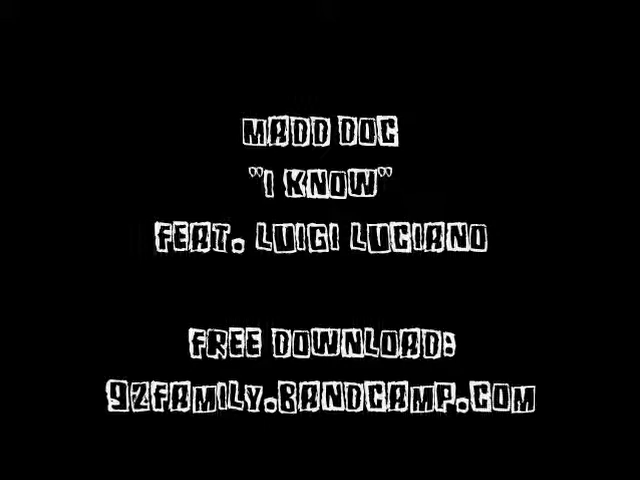 MADD DOC
"I KNOW"
FEAT. LUIGI LUCIANO
FREE DOWNLOAD:
92FAMILY.BANDCAMP.COM